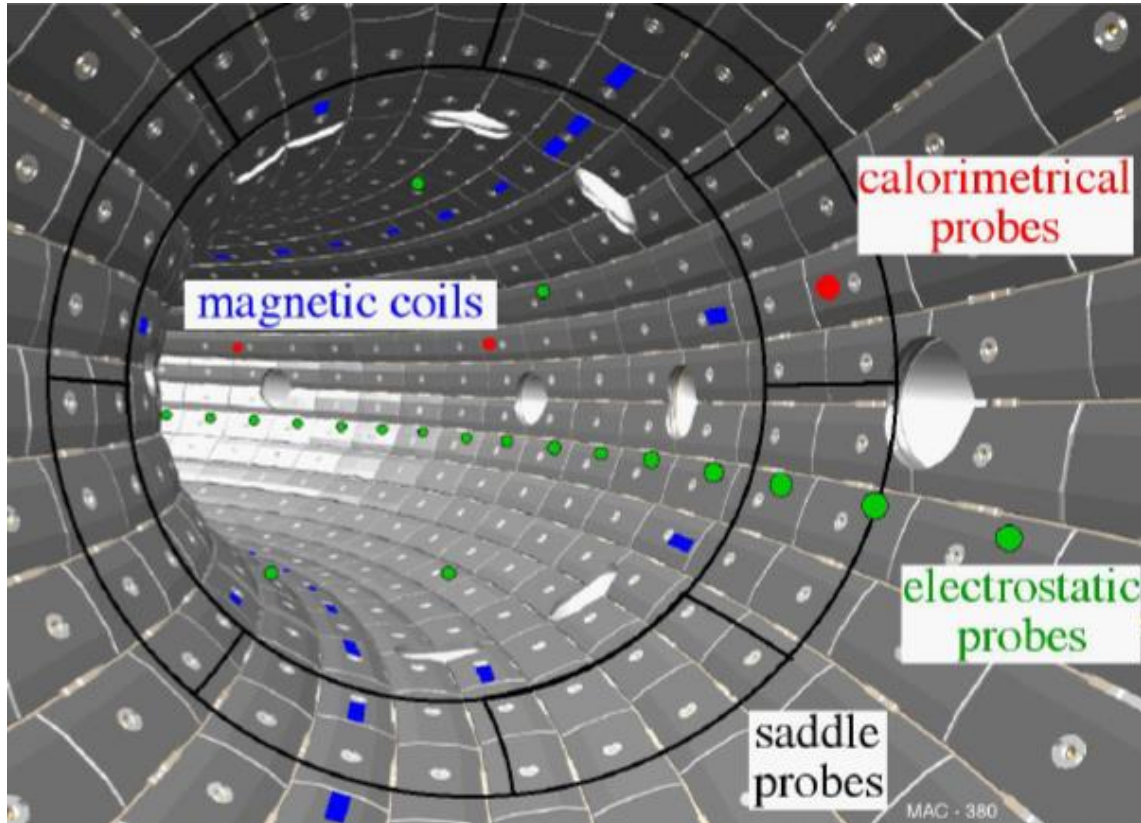 calorimetrical
probes
magnetic coils
electrostatic
probes
saddle
probes
MAC - 380